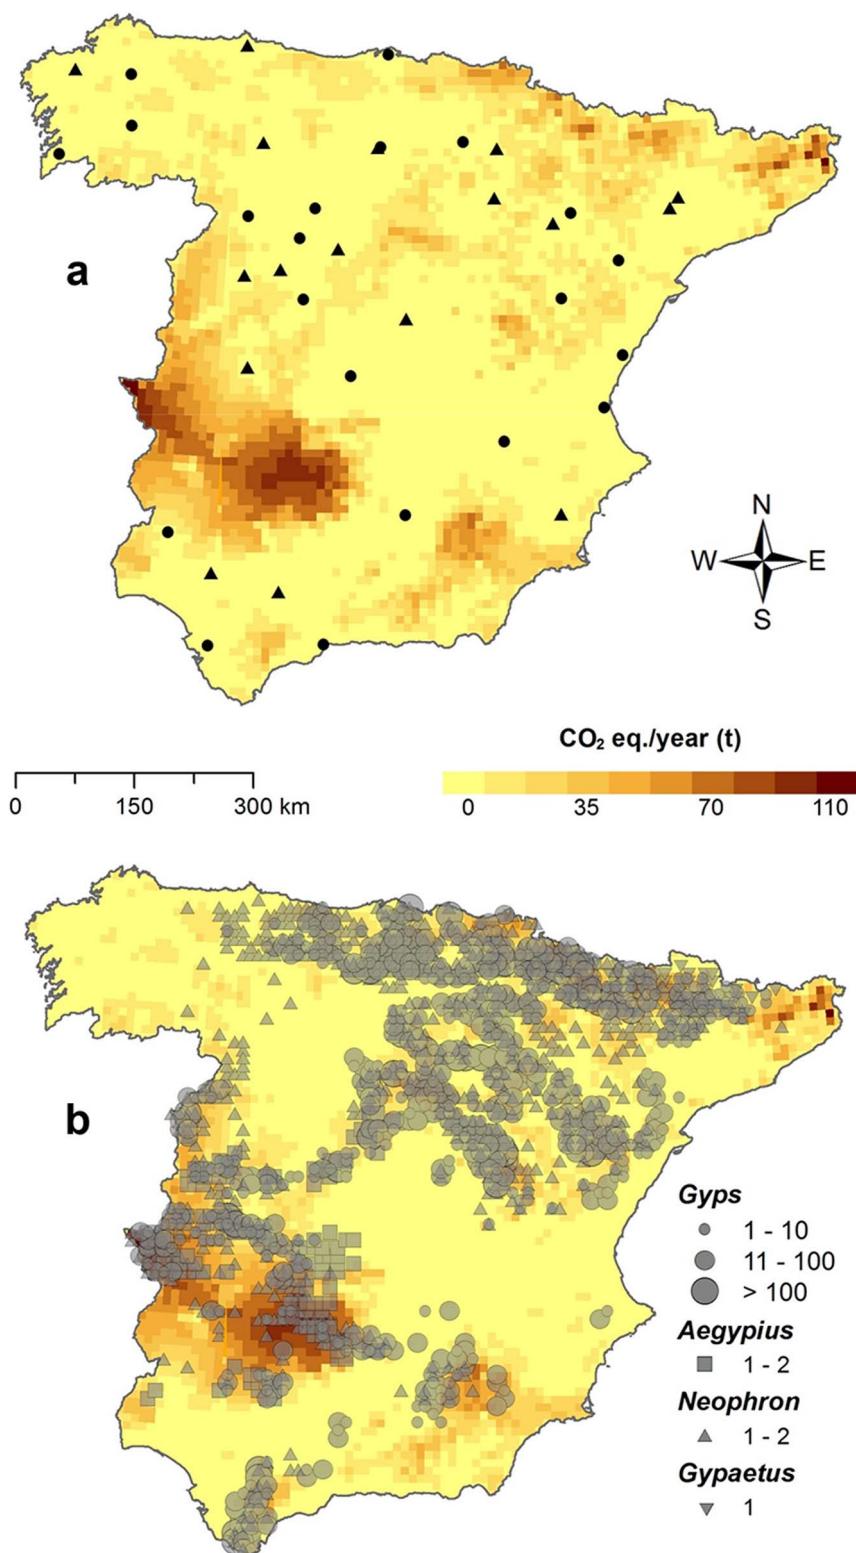 a
N
W E
S
CO₂ eq./year (t)
0 150 300 km
0 35 70 110
b
Gyps
1 - 10
11 - 100
> 100
Aegypius
1 - 2
Neophron
1 - 2
Gypaetus
1